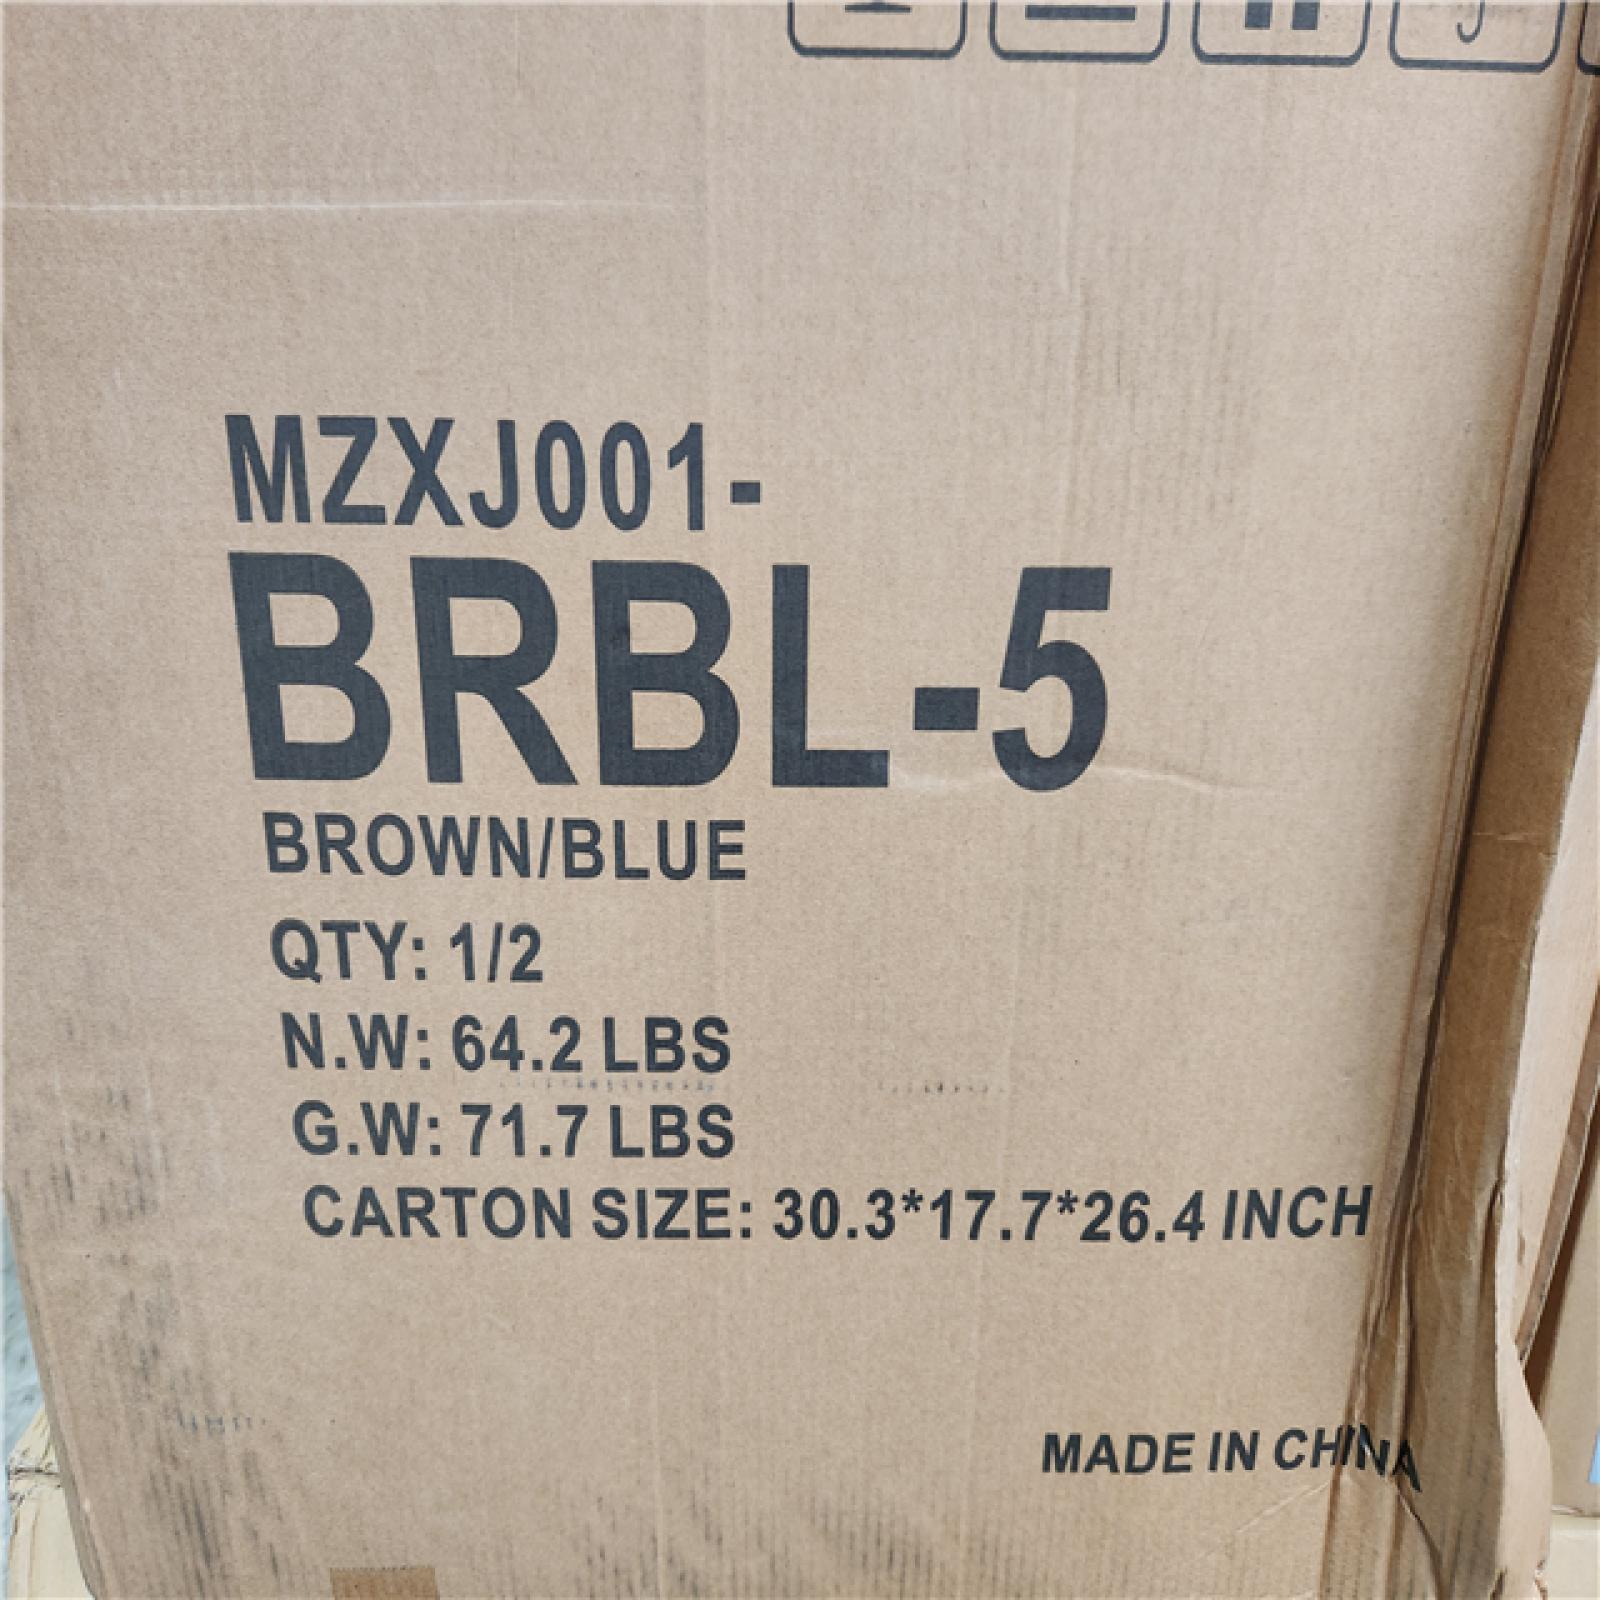 MZXJ001-
BRBL-5
BROWN/BLUE
QTY: 1/2
N.W: 64.2 LBS
G.W: 71.7 LBS
CARTON SIZE: 30.3*17.7*26.4 INCH
MADE IN CHINA